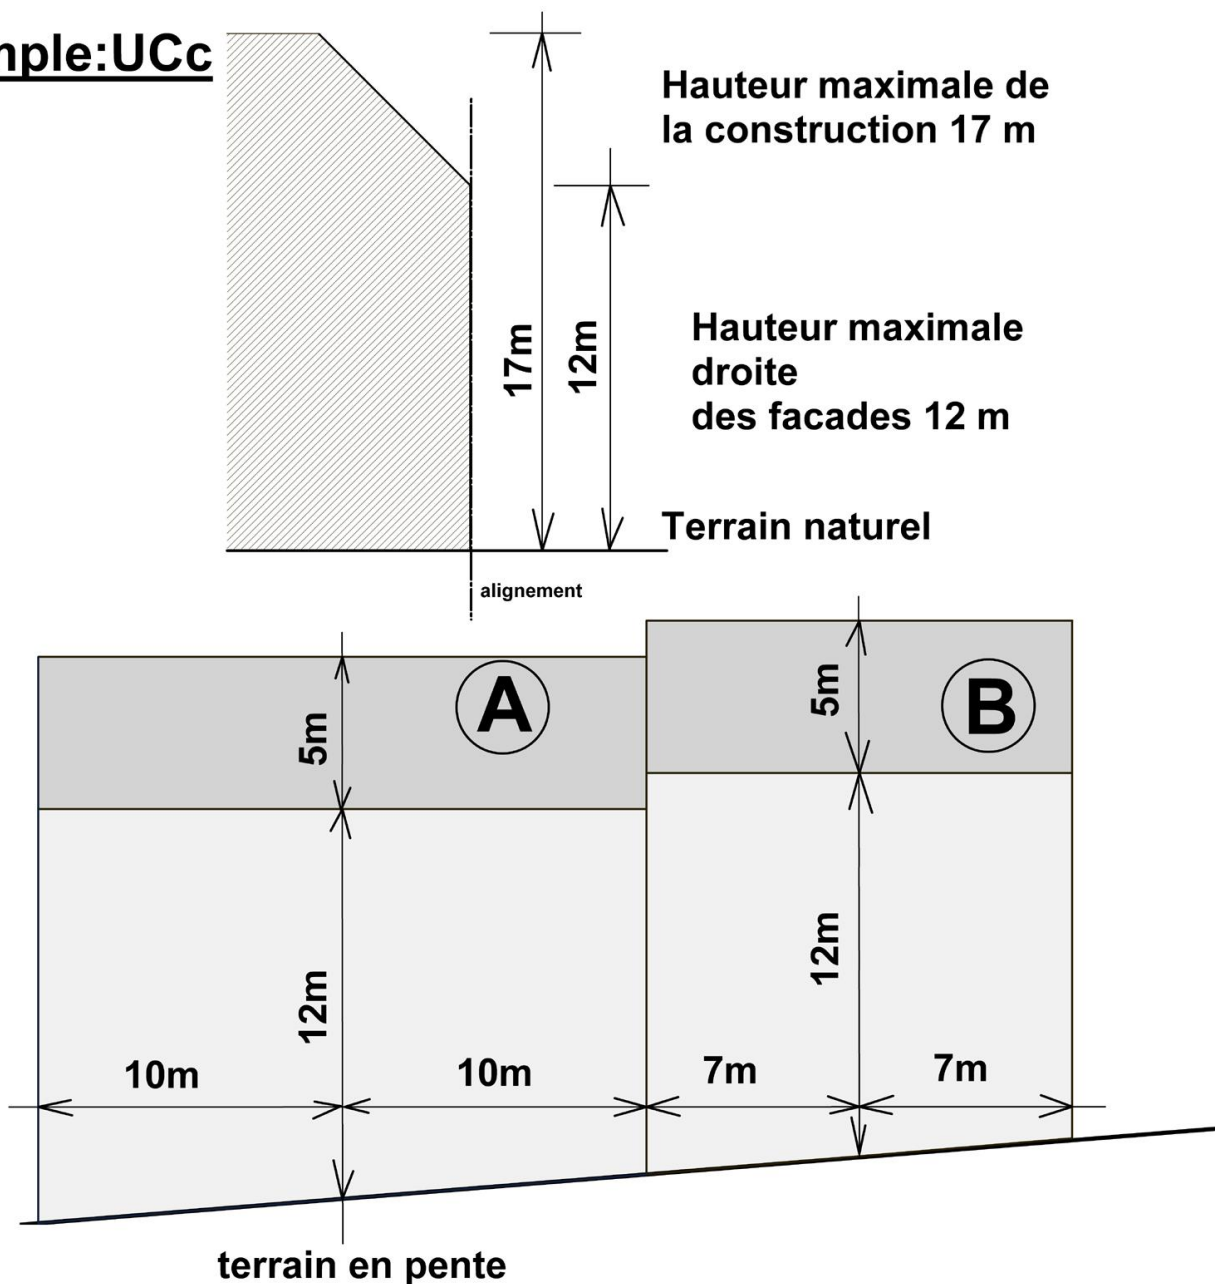 mple:UCc
Hauteur maximale de
la construction 17 m
17m
12m
Hauteur maximale
droite
des facades 12 m
Terrain naturel
alignement
A
B
5m
5m
12m
12m
10m
10m
7m
7m
terrain en pente